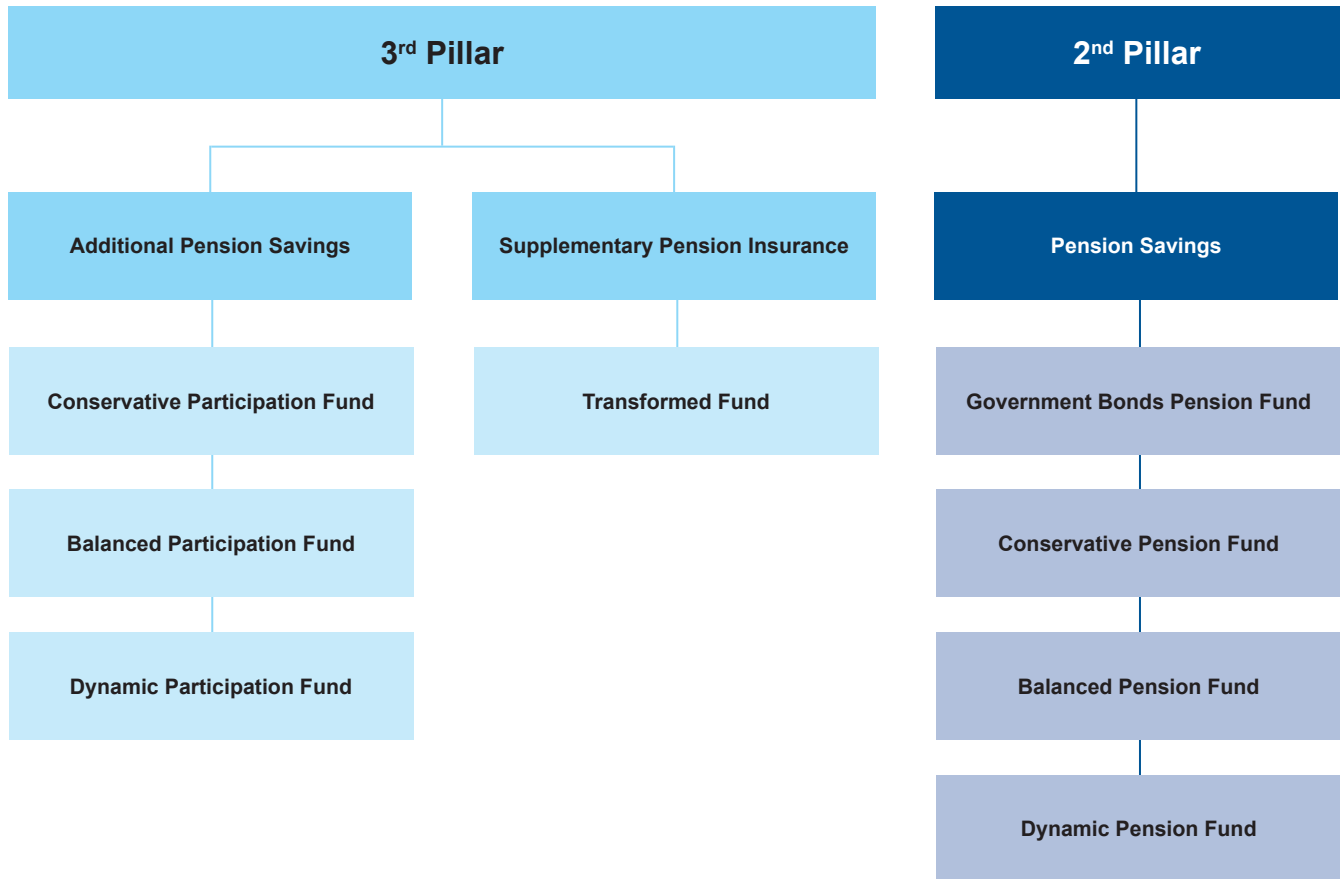 3rd Pillar
2nd Pillar
Additional Pension Savings
Supplementary Pension Insurance
Pension Savings
Conservative Participation Fund
Transformed Fund
Government Bonds Pension Fund
Balanced Participation Fund
Conservative Pension Fund
Dynamic Participation Fund
Balanced Pension Fund
Dynamic Pension Fund